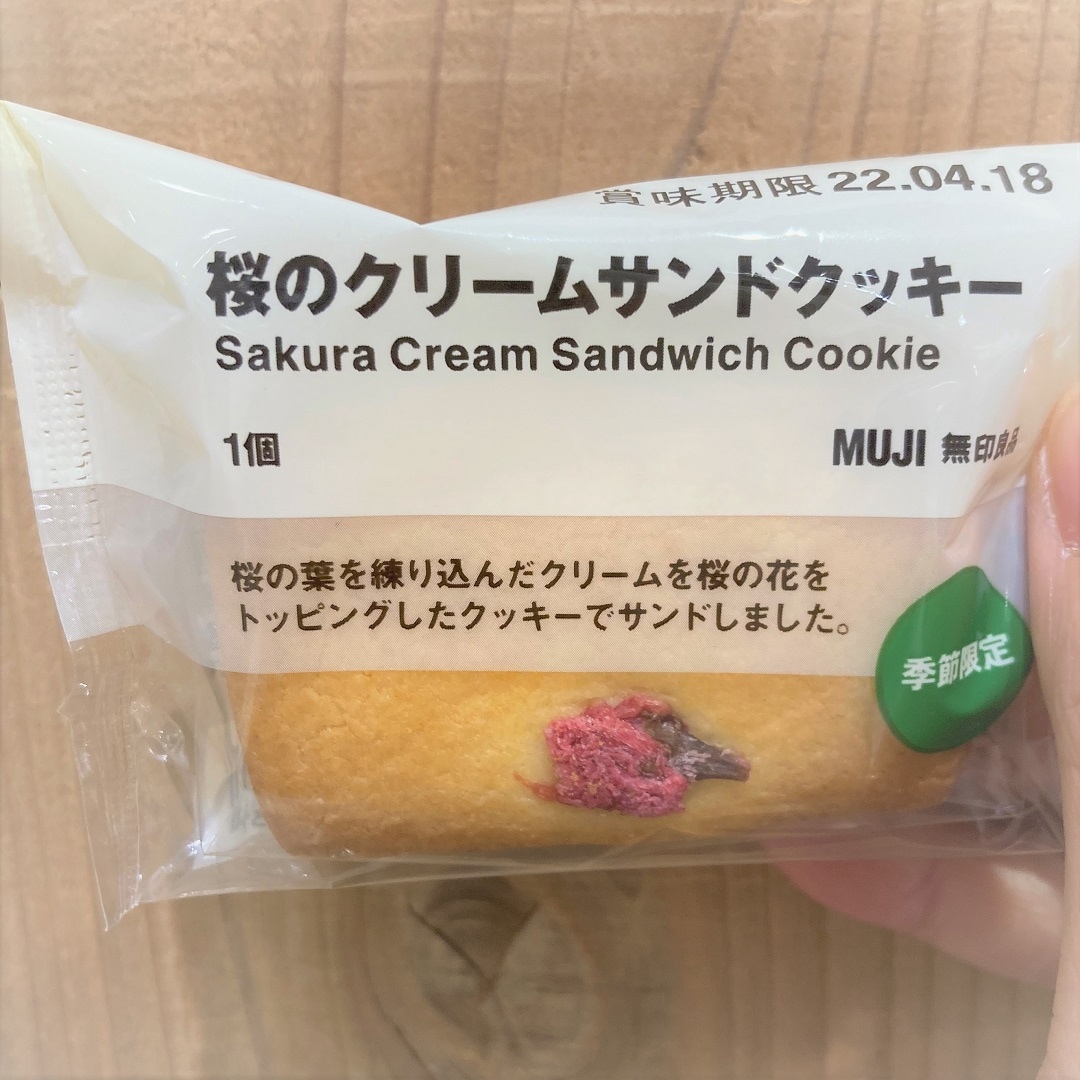 賞味期限 22.04.18
桜のクリームサンドクッキー
Sakura Cream Sandwich Cookie
1個
MUJI 無印良品
桜の葉を練り込んだクリームを桜の花を
トッピングしたクッキーでサンドしました。
季節限定